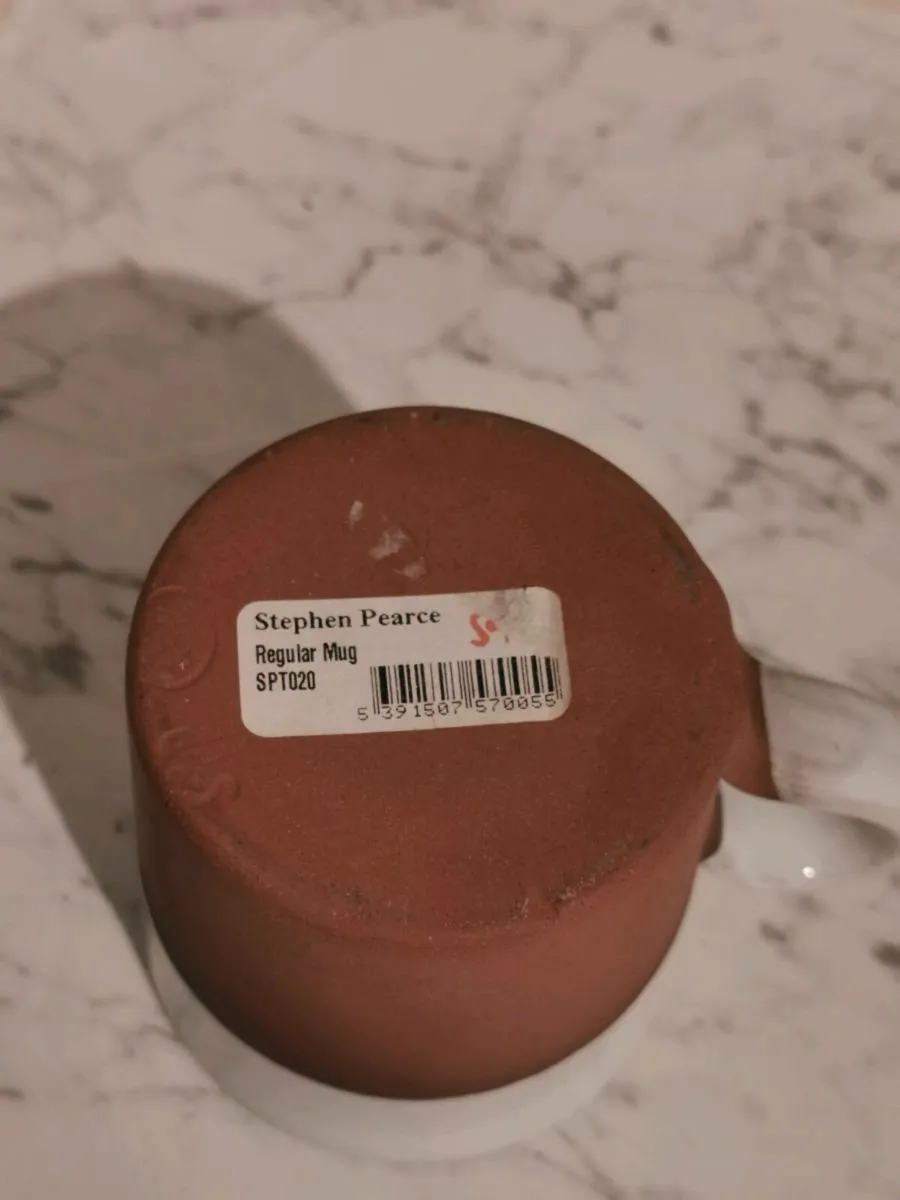 Stephen Pearce
Regular Mug
SPT020
5 391507 570055